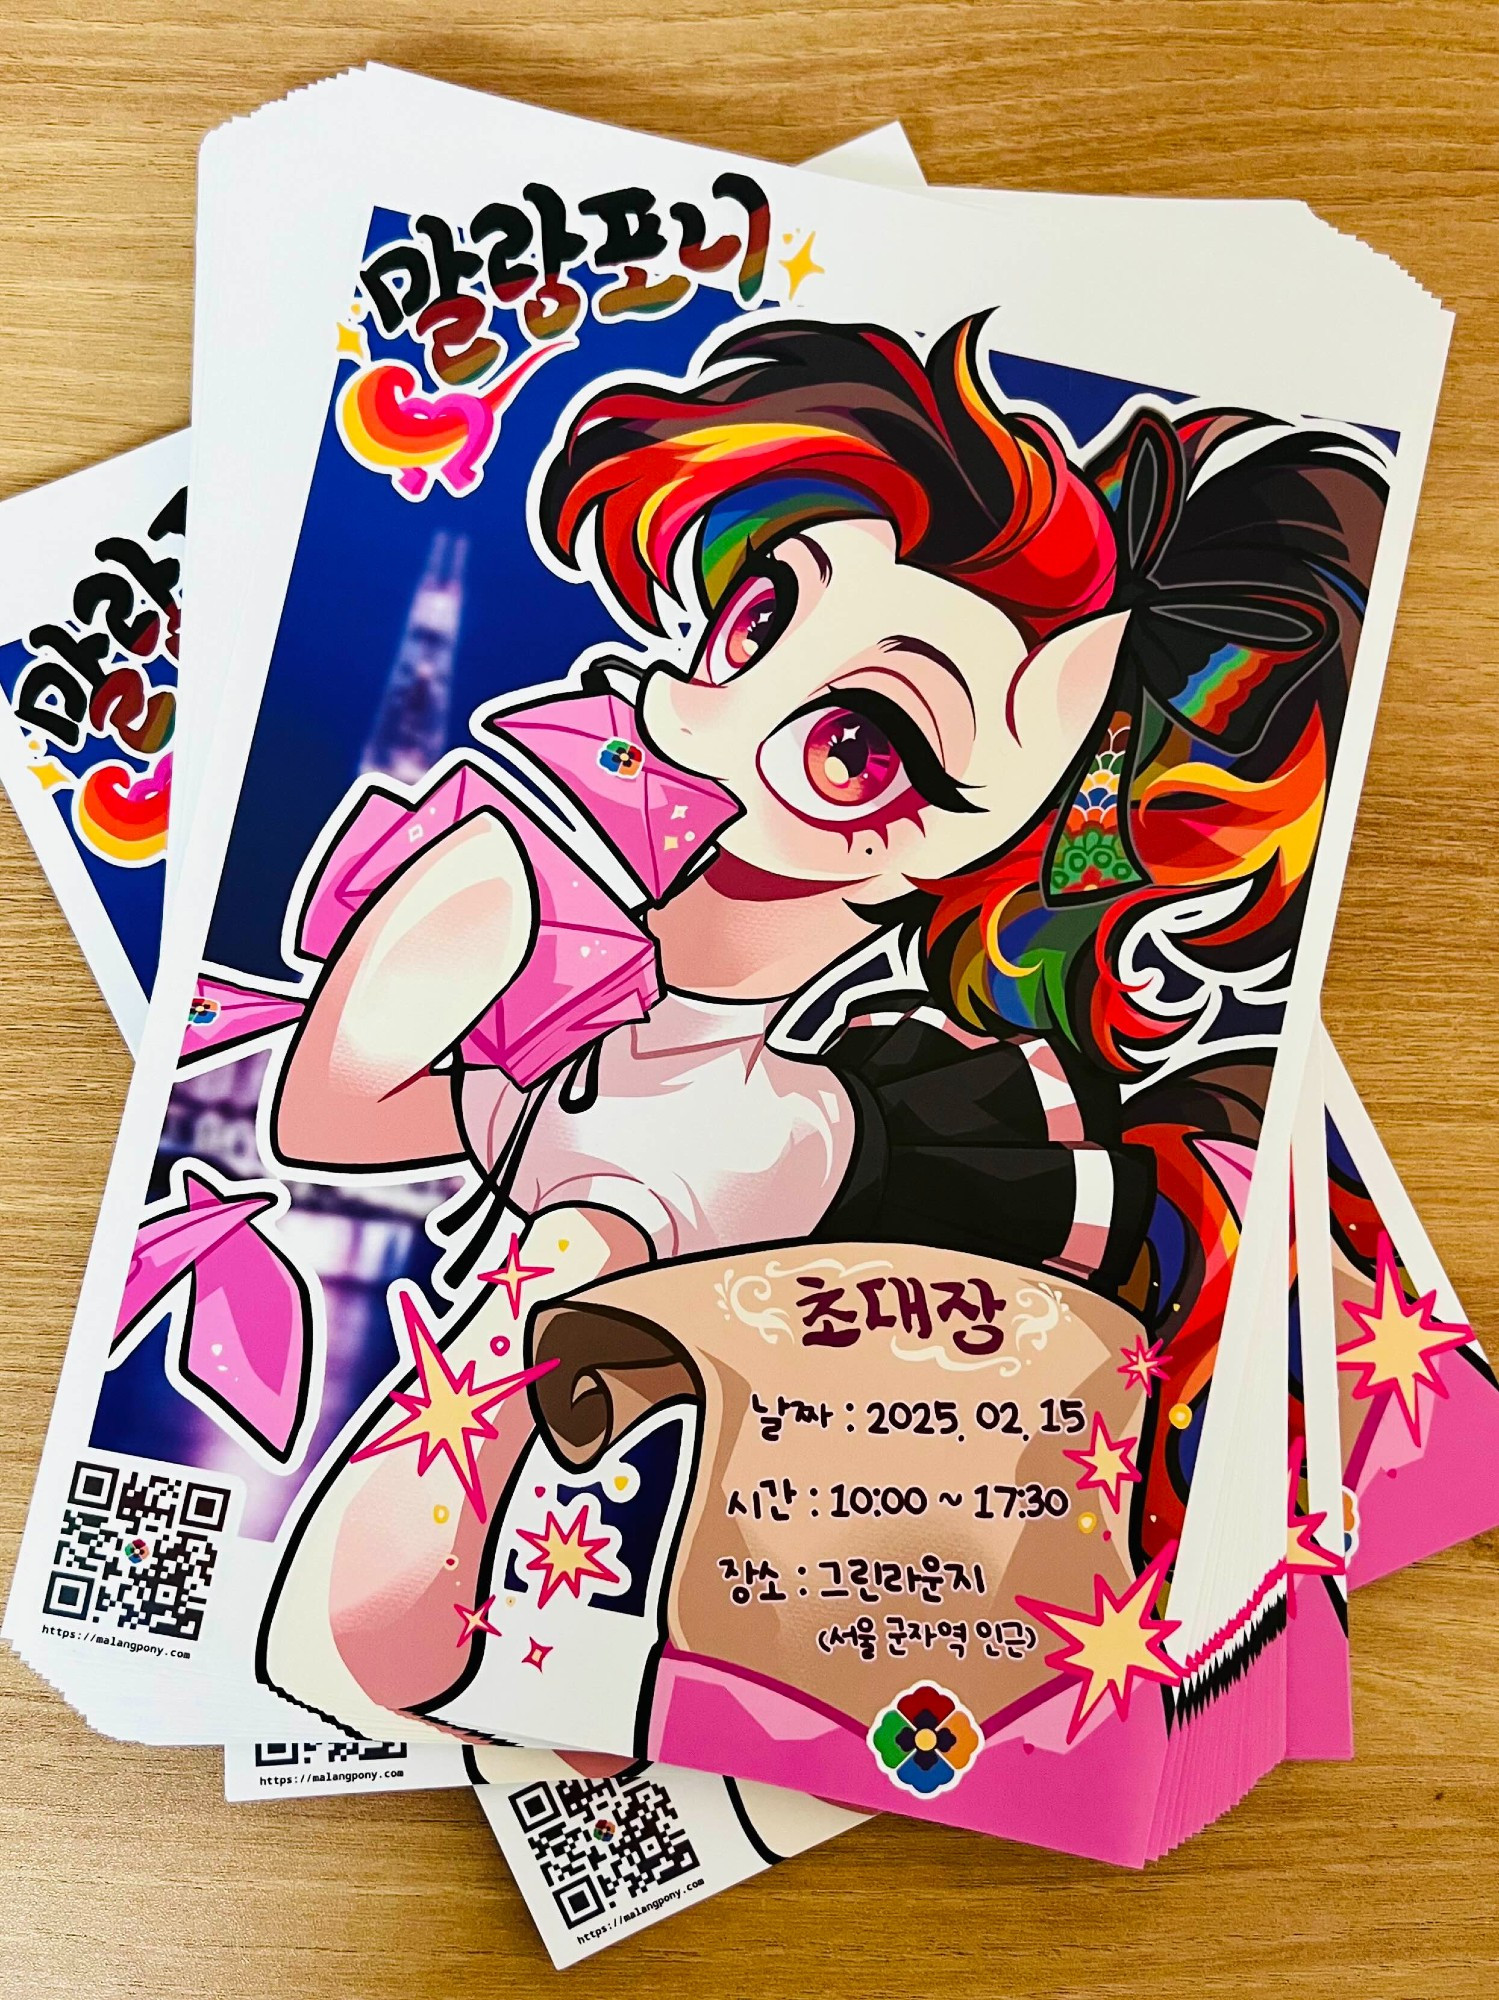 말랑포니
말랑
초대장
날짜 : 2025. 02. 15
시간 : 10:00 ~ 17:30
장소 : 그린라운지
(서울 군자역 인근)
https://malangpony.com
https://malangpony.com
https://malangpony.com